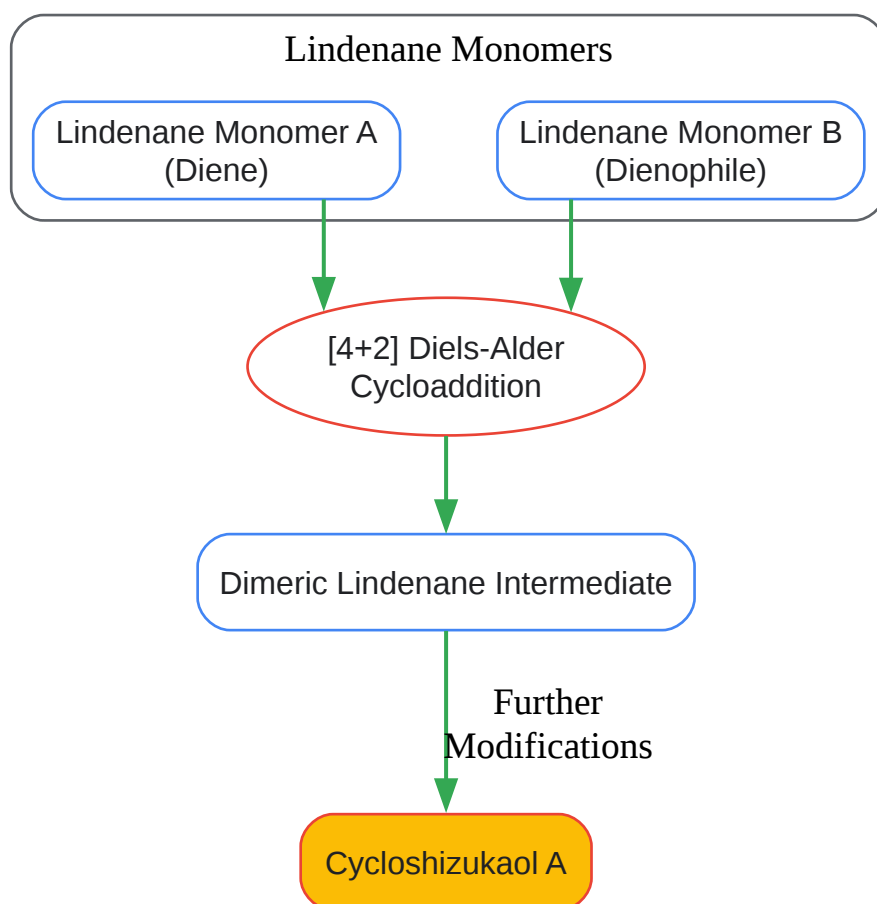 Lindenane Monomers
Lindenane Monomer A
(Diene)
Lindenane Monomer B
(Dienophile)
[4+2] Diels-Alder
Cycloaddition
Dimeric Lindenane Intermediate
Further
Modifications
Cycloshizukaol A